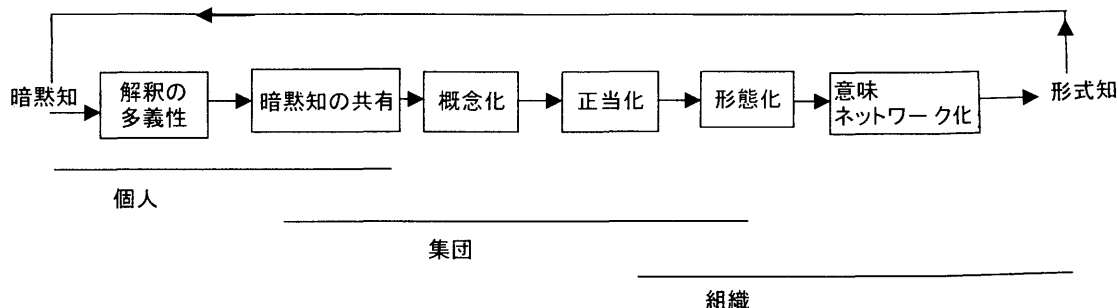 暗黙知
解釈の
多義性
暗黙知の共有
概念化
正当化
形態化
意味
ネットワーク化
形式知
個人
集団
組織